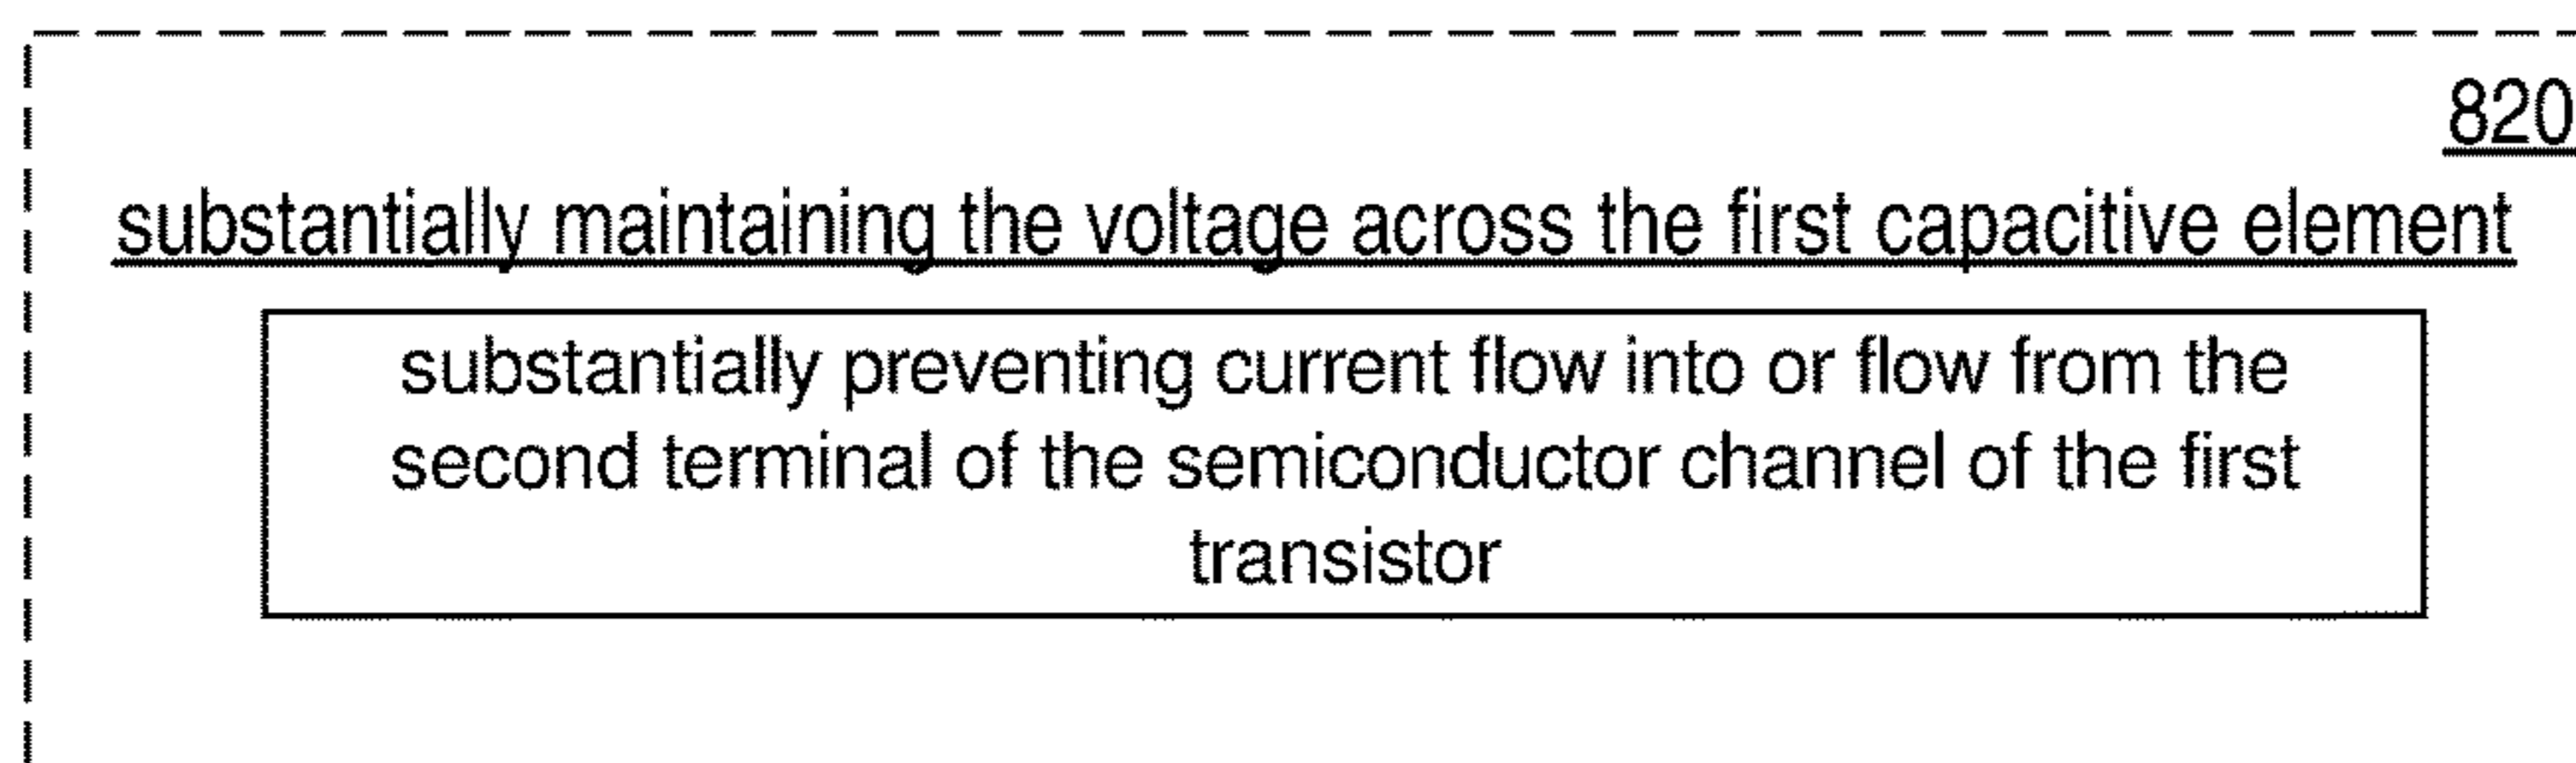 820
substantially maintaining the voltage across the first capacitive element
substantially preventing current flow into or flow from the
second terminal of the semiconductor channel of the first
transistor